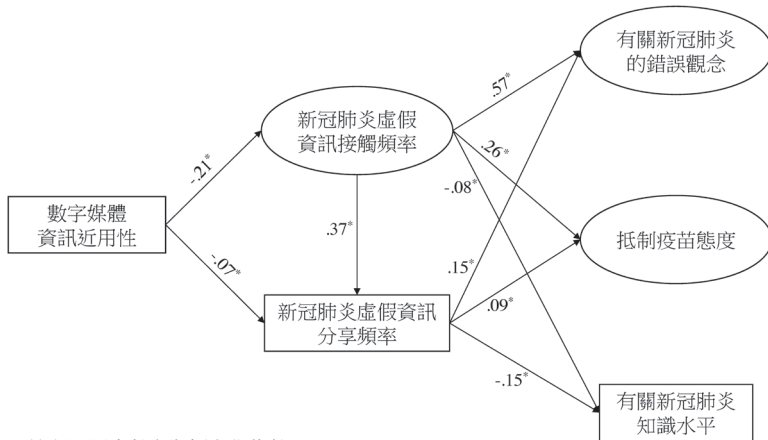 有關新冠肺炎
的錯誤觀念
.57*
新冠肺炎虛假
資訊接觸頻率
.26*
-.21*
-.08*
數字媒體
資訊近用性
.37*
抵制疫苗態度
-.07*
.15*
.09*
新冠肺炎虛假資訊
分享頻率
-.15*
有關新冠肺炎
知識水平